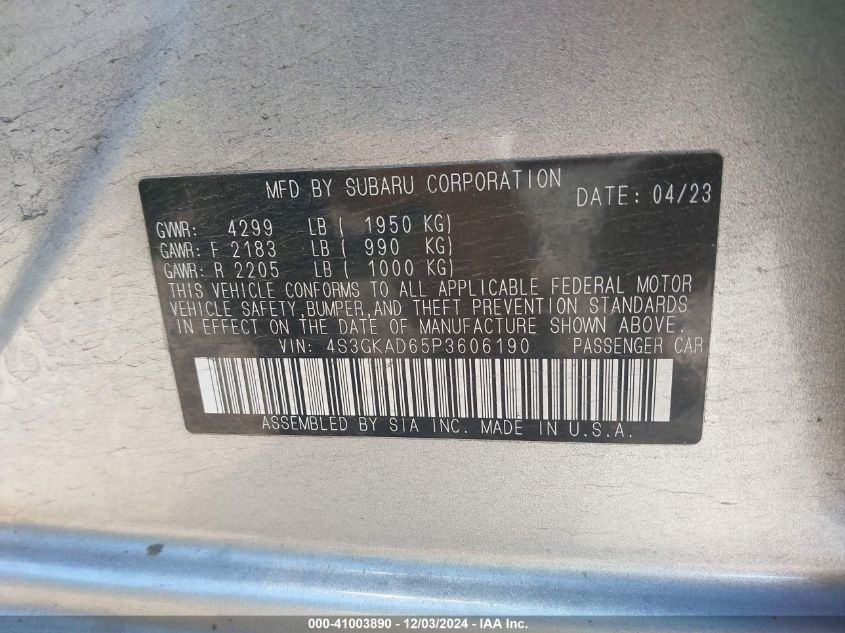 MFD BY SUBARU CORPORATION DATE: 04/23
GVWR: 4299 LB ( 1950 KG)
GAWR: F 2183 LB ( 990 KG)
GAWR: R 2205 LB ( 1000 KG)
THIS VEHICLE CONFORMS TO ALL APPLICABLE FEDERAL MOTOR
VEHICLE SAFETY,BUMPER,AND THEFT PREVENTION STANDARDS
IN EFFECT ON THE DATE OF MANUFACTURE SHOWN ABOVE.
VIN: 4S3GKAD65P3606190 PASSENGER CAR
ASSEMBLED BY SIA INC. MADE IN U.S.A.
000-41003890 - 12/03/2024 - IAA Inc.